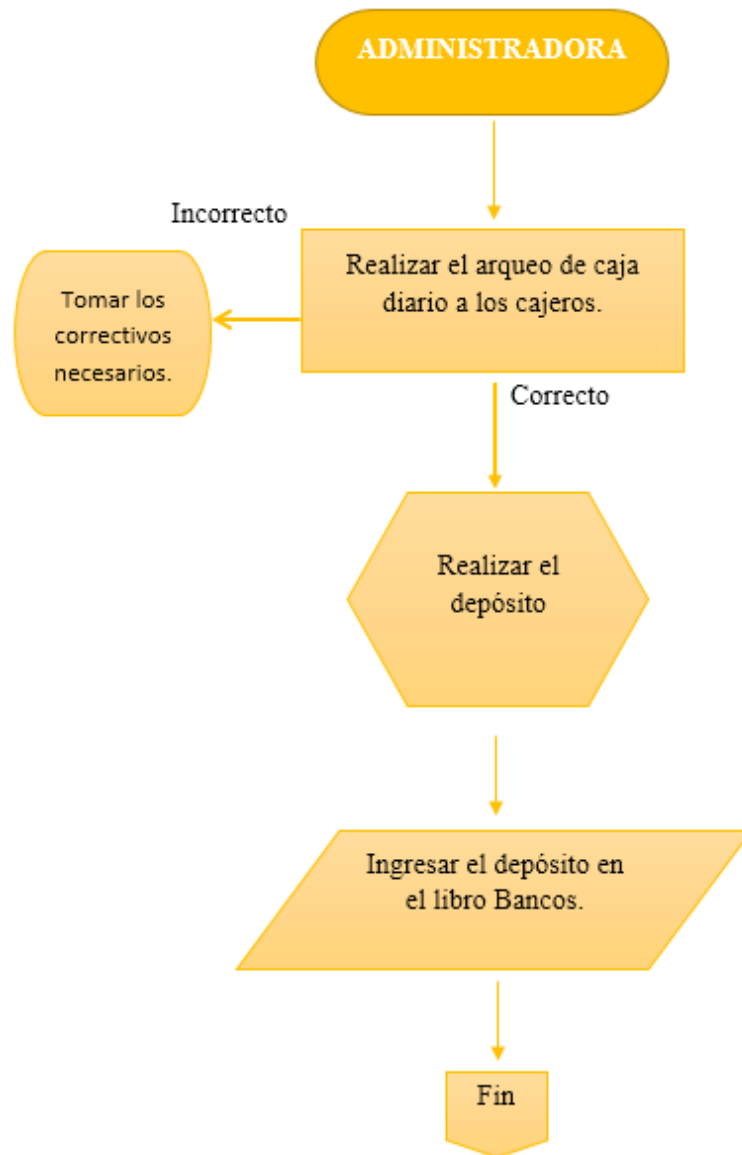 ADMINISTRADORA
Incorrecto
Realizar el arqueo de caja
diario a los cajeros.
Tomar los
correctivos
necesarios.
Correcto
Realizar el
depósito
Ingresar el depósito en
el libro Bancos.
Fin